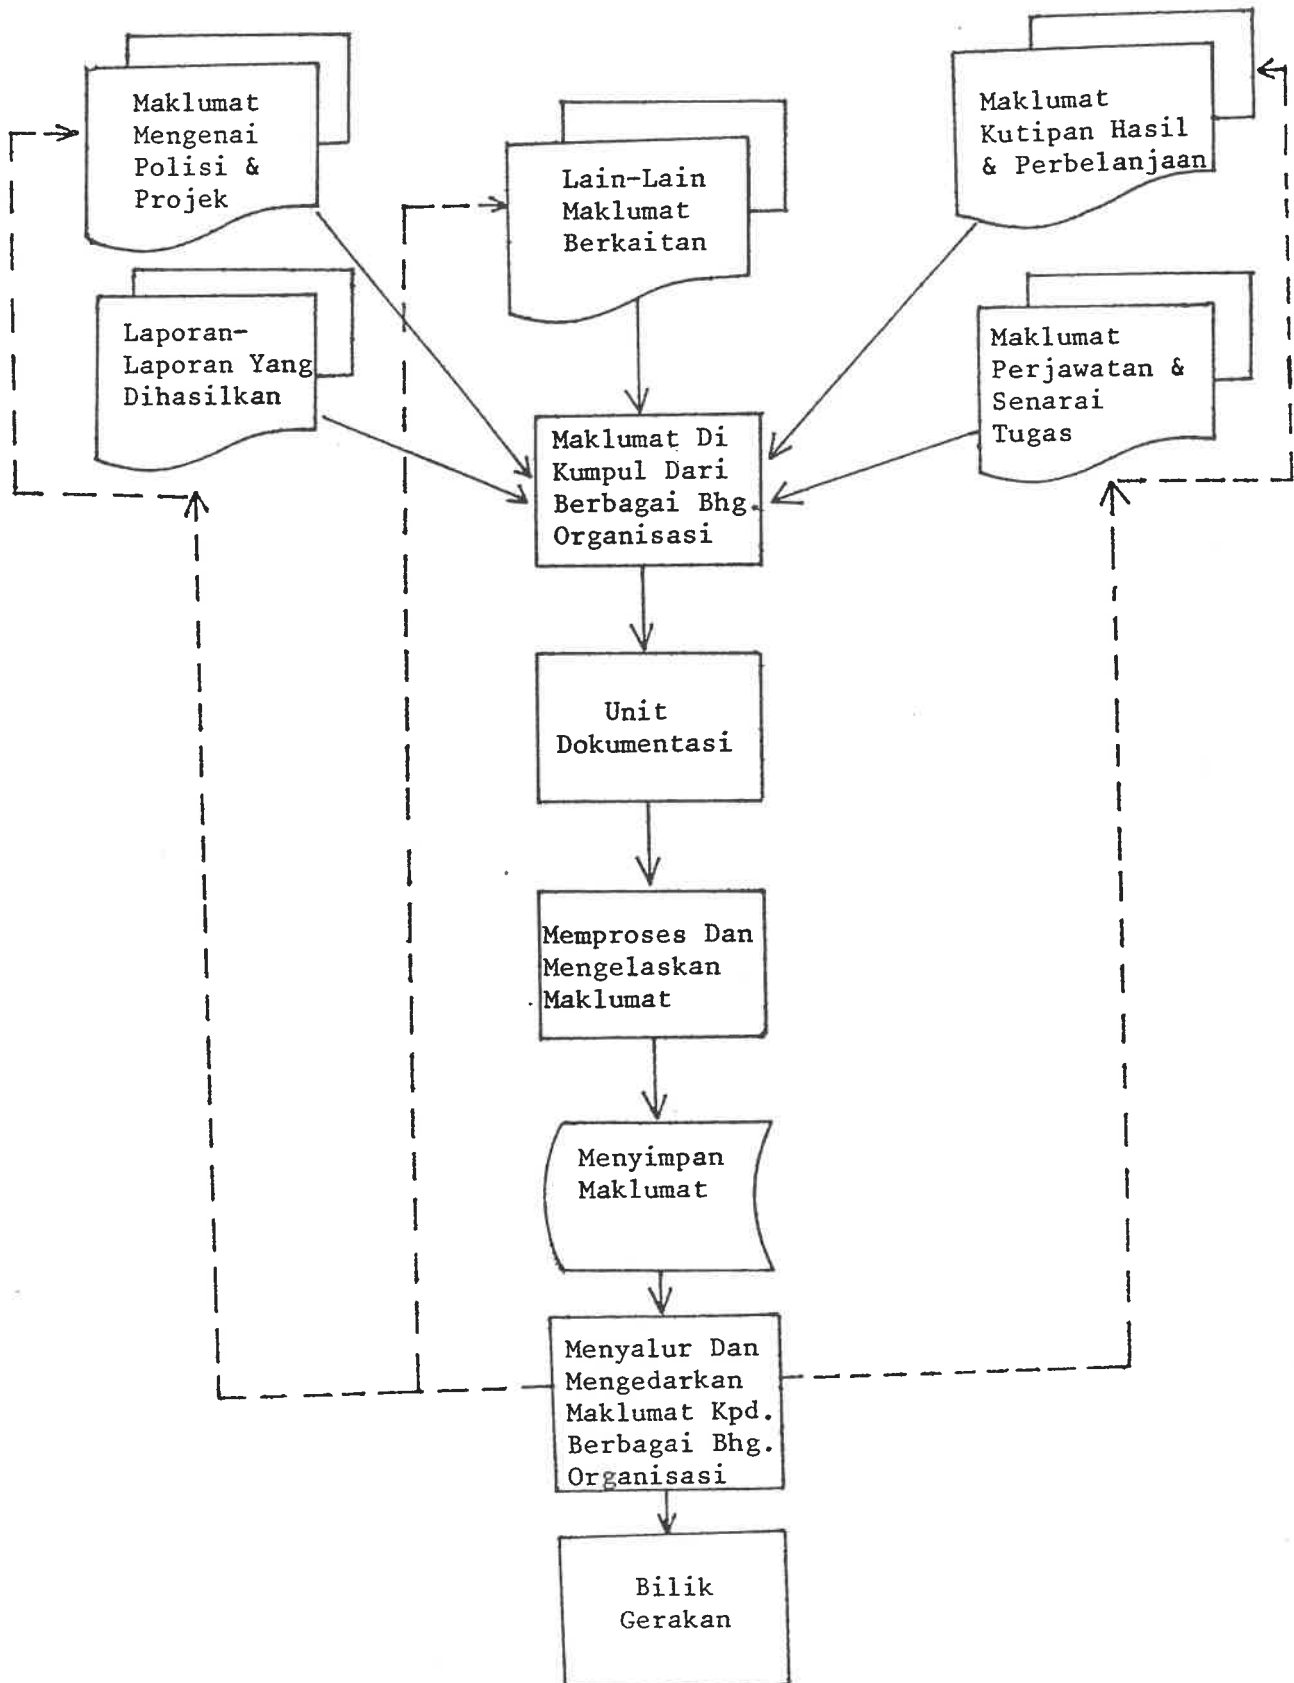 Maklumat
Mengenai
Polisi &
Projek
Lain-Lain
Maklumat
Berkaitan
Maklumat
Kutipan Hasil
& Perbelanjaan
Laporan-
Laporan Yang
Dihasilkan
Maklumat
Perjawatan &
Senarai
Tugas
Maklumat Di
Kumpul Dari
Berbagai Bhg.
Organisasi
Unit
Dokumentasi
Memproses Dan
Mengelaskan
Maklumat
Menyimpan
Maklumat
Menyalur Dan
Mengedarkan
Maklumat Kpd.
Berbagai Bhg.
Organisasi
Bilik
Gerakan